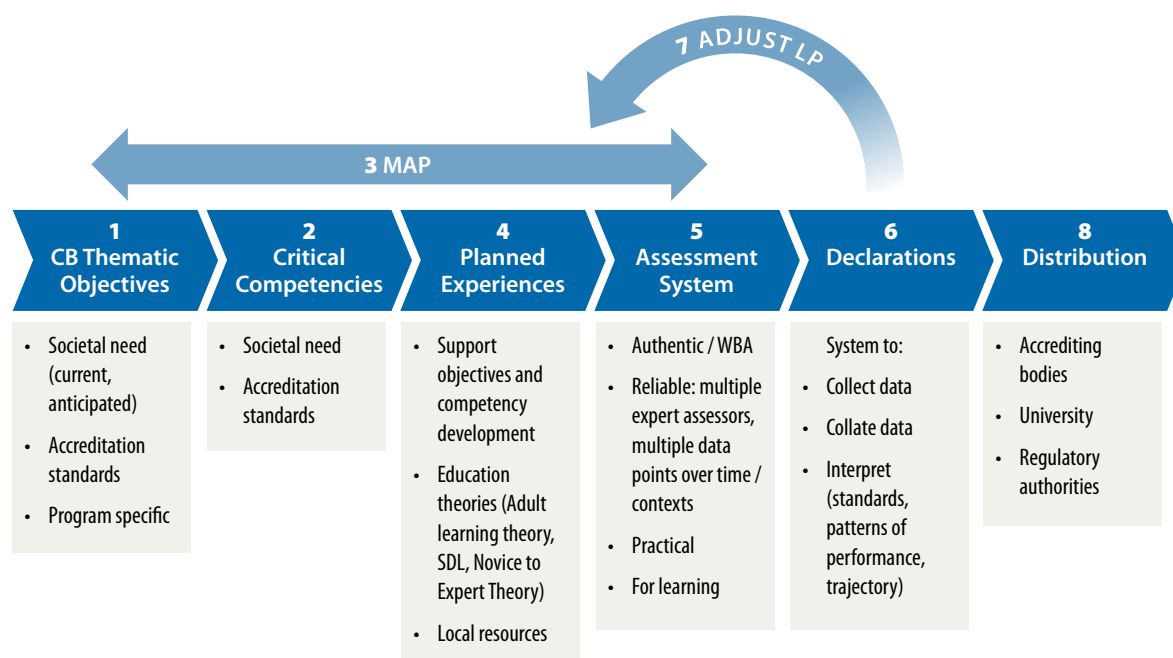 7 ADJUST LP
3 MAP
1
CB Thematic
Objectives
• Societal need
(current,
anticipated)
• Accreditation
standards
• Program specific
2
Critical
Competencies
• Societal need
• Accreditation
standards
4
Planned
Experiences
• Support
objectives and
competency
development
• Education
theories (Adult
learning theory,
SDL, Novice to
Expert Theory)
• Local resources
5
Assessment
System
• Authentic / WBA
• Reliable: multiple
expert assessors,
multiple data
points over time /
contexts
• Practical
• For learning
6
Declarations
System to:
• Collect data
• Collate data
• Interpret
(standards,
patterns of
performance,
trajectory)
8
Distribution
• Accrediting
bodies
• University
• Regulatory
authorities